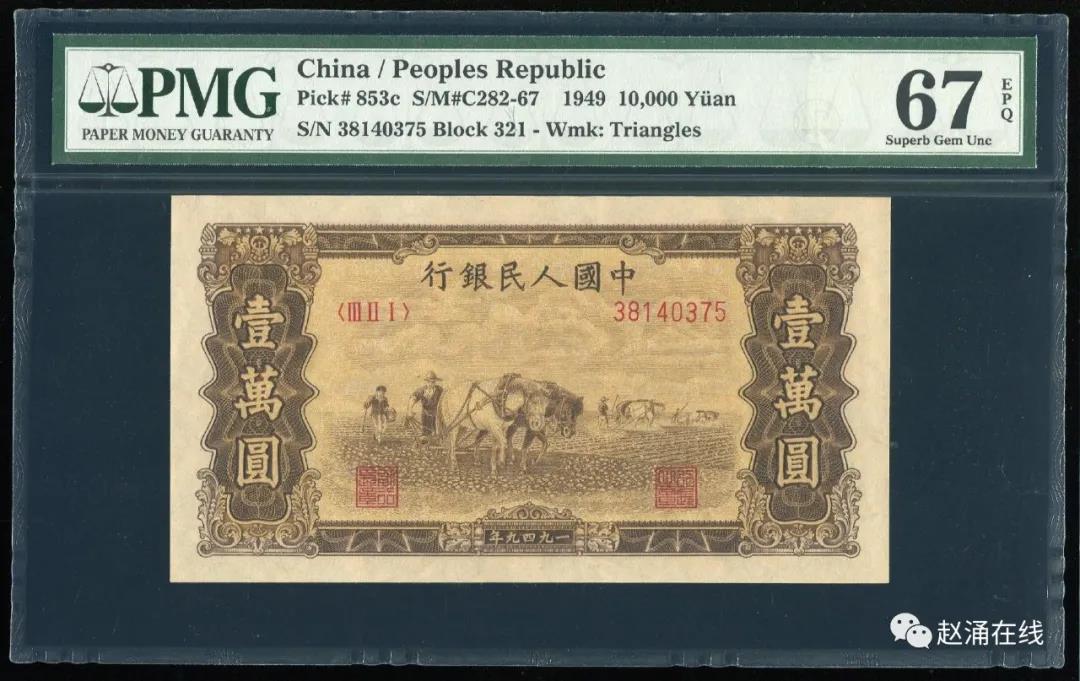 PMG
PAPER MONEY GUARANTY
China / Peoples Republic
Pick# 853c S/M#C282-67 1949 10,000 Yüan
S/N 38140375 Block 321 - Wmk: Triangles
67
EPQ
Superb Gem Unc
行銀民人國中
〈III II I〉
38140375
壹萬圓
壹萬圓
年九四九一
赵涌在线